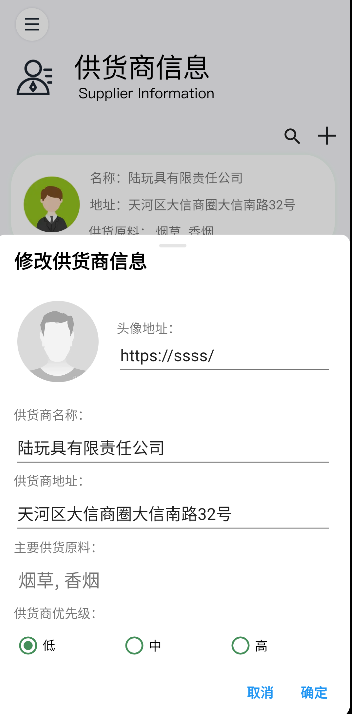 供货商信息
Supplier Information
名称：陆玩具有限责任公司
地址：天河区大信商圈大信南路32号
供货原料：烟草, 香烟
修改供货商信息
头像地址：
https://ssss/
供货商名称：
陆玩具有限责任公司
供货商地址：
天河区大信商圈大信南路32号
主要供货原料：
烟草, 香烟
供货商优先级：
低 中 高
取消 确定